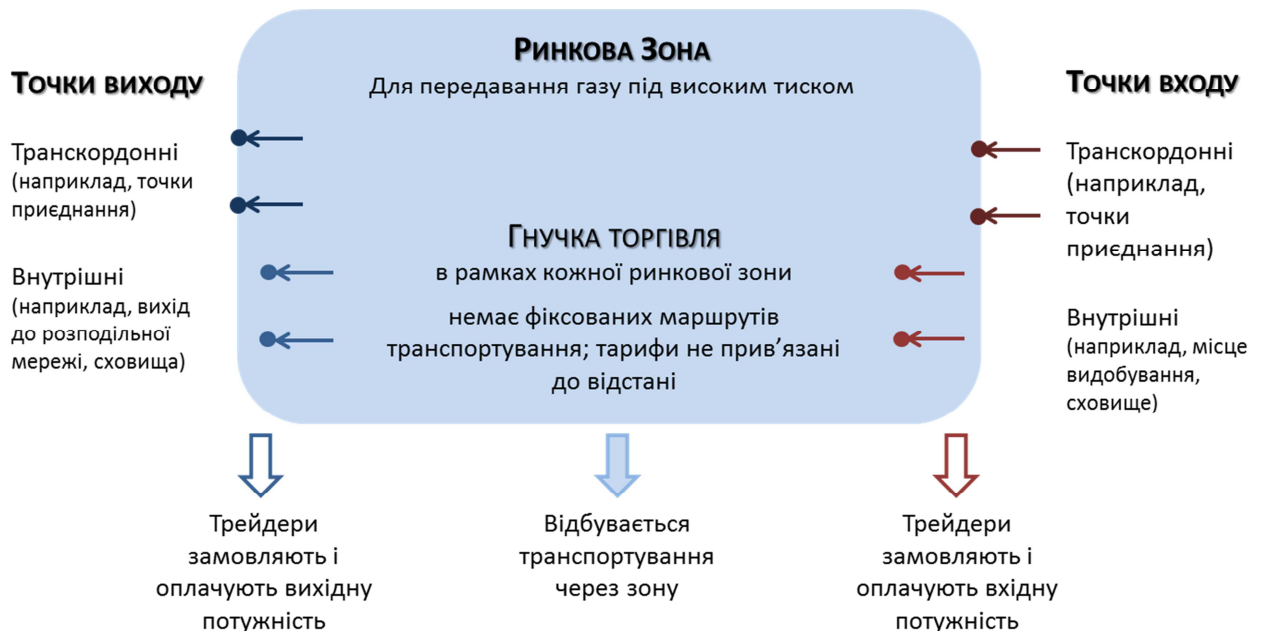 Точки виходу
Транскордонні
(наприклад, точки
приєднання)
Внутрішні
(наприклад, вихід
до розподільної
мережі, сховища)
Ринкова Зона
Для передавання газу під високим тиском
Гнучка торгівля
в рамках кожної ринкової зони
немає фіксованих маршрутів
транспортування; тарифи не прив’язані
до відстані
Точки входу
Транскордонні
(наприклад,
точки
приєднання)
Внутрішні
(наприклад, місце
видобування,
сховище)
Трейдери
замовляють і
оплачують вихідну
потужність
Відбувається
транспортування
через зону
Трейдери
замовляють і
оплачують вхідну
потужність